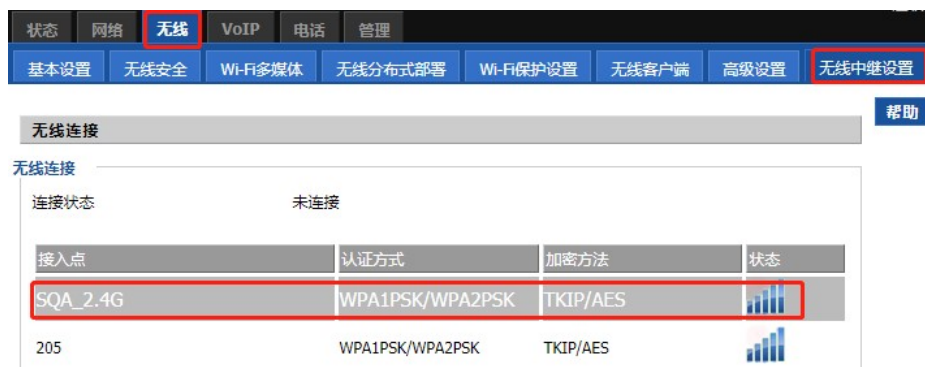 状态 网络 无线 VoIP 电话 管理
基本设置 无线安全 Wi-Fi多媒体 无线分布式部署 Wi-Fi保护设置 无线客户端 高级设置 无线中继设置
帮助
无线连接
无线连接
连接状态 未连接
接入点 认证方式 加密方法 状态
SQA_2.4G WPA1PSK/WPA2PSK TKIP/AES
205 WPA1PSK/WPA2PSK TKIP/AES